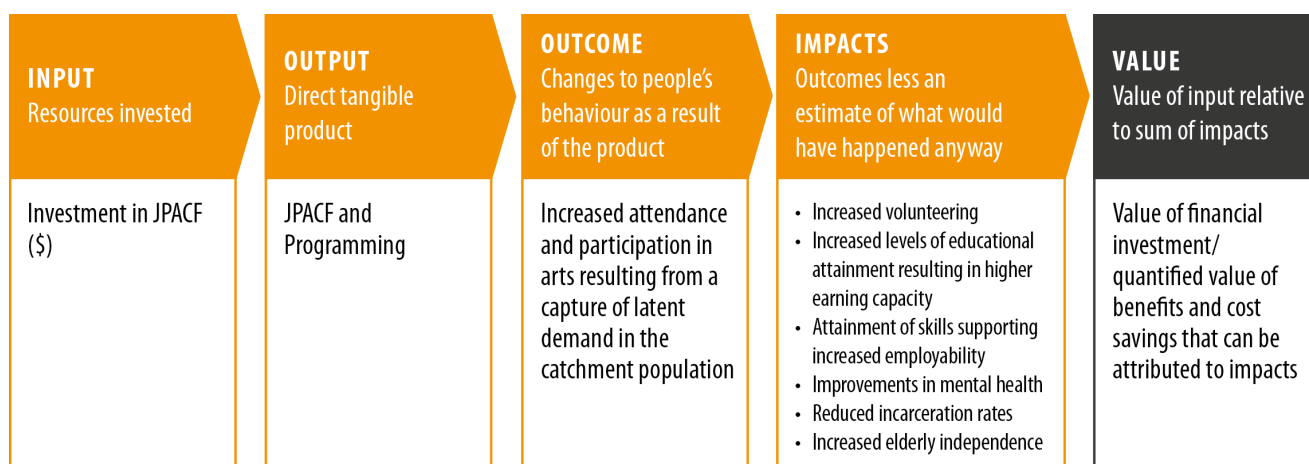 INPUT
Resources invested
OUTPUT
Direct tangible
product
OUTCOME
Changes to people's
behaviour as a result
of the product
IMPACTS
Outcomes less an
estimate of what would
have happened anyway
VALUE
Value of input relative
to sum of impacts
Investment in JPACF
($)
JPACF and
Programming
Increased attendance
and participation in
arts resulting from a
capture of latent
demand in the
catchment population
• Increased volunteering
• Increased levels of educational
attainment resulting in higher
earning capacity
• Attainment of skills supporting
increased employability
• Improvements in mental health
• Reduced incarceration rates
• Increased elderly independence
Value of financial
investment/
quantified value of
benefits and cost
savings that can be
attributed to impacts